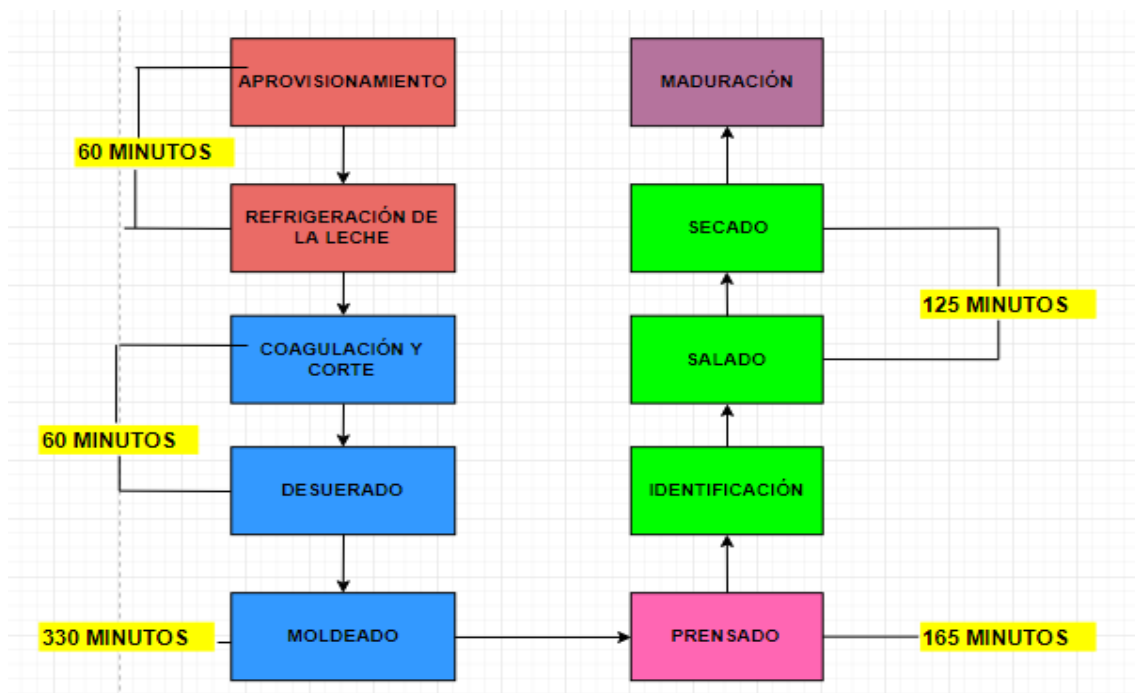 APROVISIONAMIENTO
60 MINUTOS
REFRIGERACIÓN DE
LA LECHE
COAGULACIÓN Y
CORTE
60 MINUTOS
DESUERADO
330 MINUTOS
MOLDEADO
PRENSADO
165 MINUTOS
IDENTIFICACIÓN
SALADO
125 MINUTOS
SECADO
MADURACIÓN